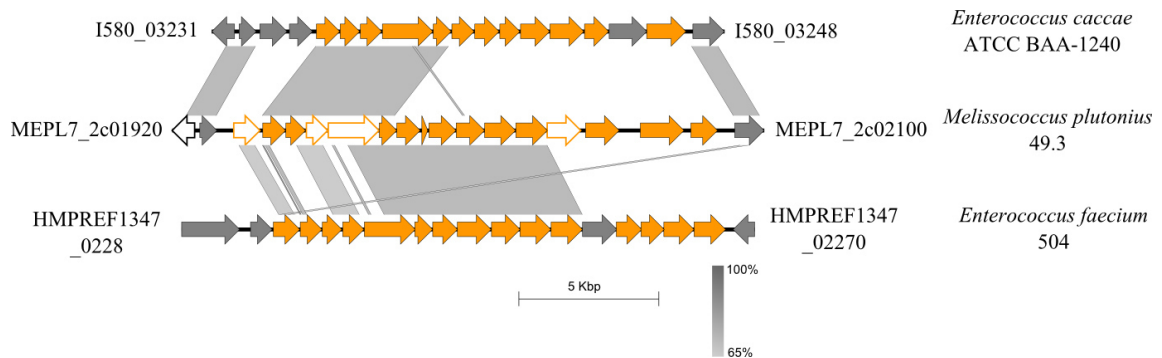 I580_03231
I580_03248
Enterococcus caccae
ATCC BAA-1240
MEPL7_2c01920
MEPL7_2c02100
Melissococcus plutonius
49.3
HMPREF1347
_0228
HMPREF1347
_02270
Enterococcus faecium
504
5 Kbp
100%
65%